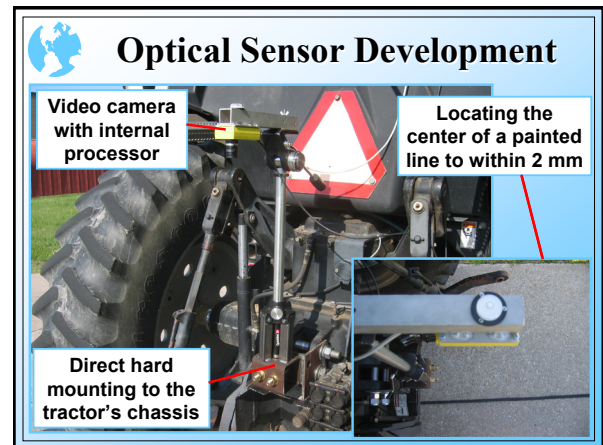 Optical Sensor Development
Video camera
with internal
processor
Locating the
center of a painted
line to within 2 mm
Direct hard
mounting to the
tractor's chassis